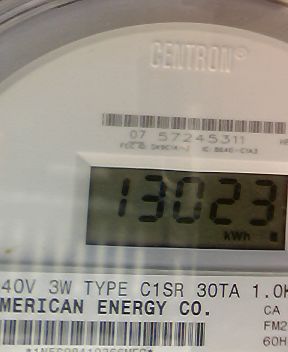 CENTRON®
07 57245311
13023
kWh
40V 3W TYPE C1SR 30TA 1.0K
MERICAN ENERGY CO.
CA
FM2
60H